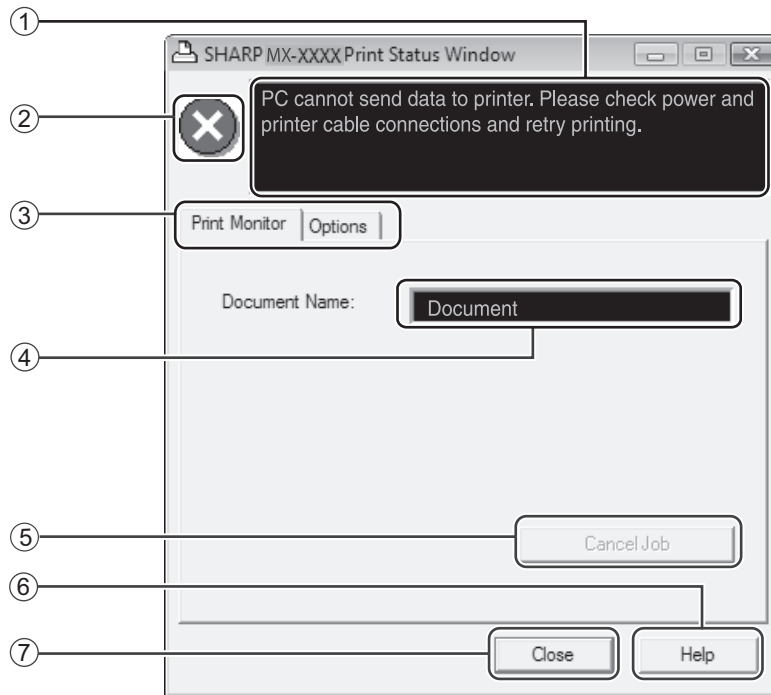 ①
SHARP MX-XXXX Print Status Window
②
PC cannot send data to printer. Please check power and
printer cable connections and retry printing.
③
Print Monitor Options
Document Name: Document
④
⑤
Cancel Job
⑥
⑦
Close Help